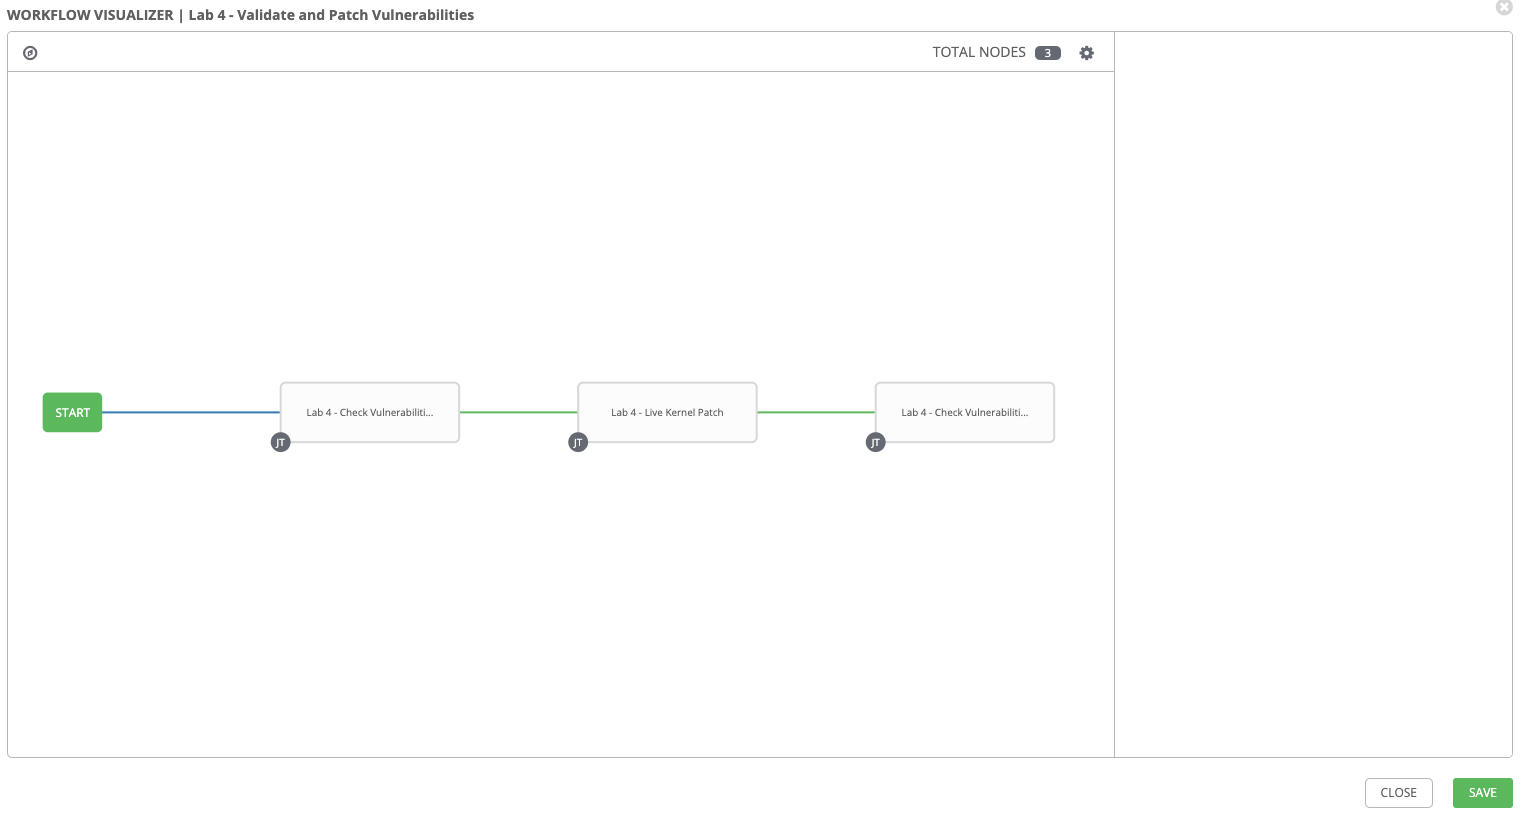 WORKFLOW VISUALIZER | Lab 4 - Validate and Patch Vulnerabilities
TOTAL NODES 3
START
Lab 4 - Check Vulnerabiliti...
JT
Lab 4 - Live Kernel Patch
JT
Lab 4 - Check Vulnerabiliti...
JT
CLOSE
SAVE